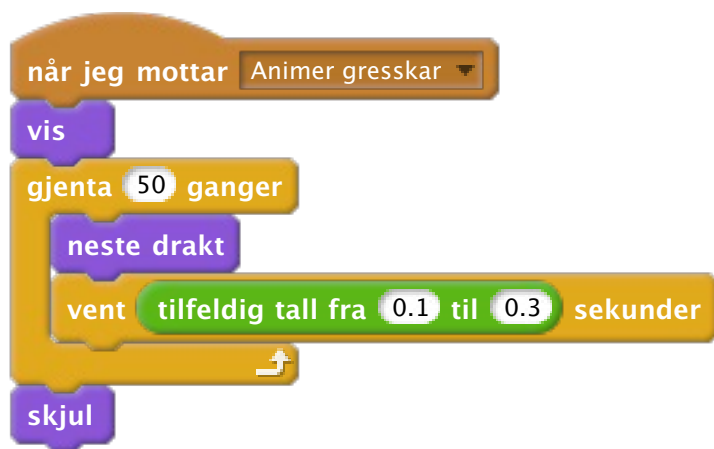 når jeg mottar Animer gresskar
vis
gjenta 50 ganger
neste drakt
vent tilfeldig tall fra 0.1 til 0.3 sekunder
skjul